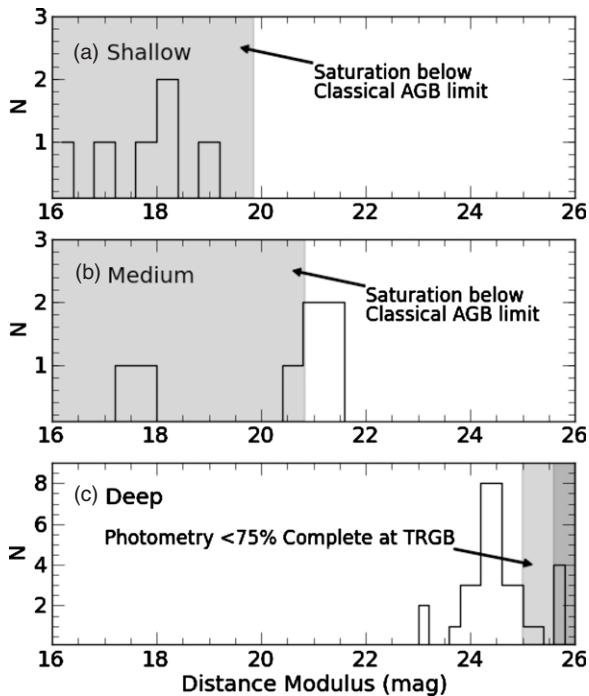 3
(a) Shallow
Saturation below
Classical AGB limit
2
N
1
16 18 20 22 24 26
3
(b) Medium
Saturation below
Classical AGB limit
2
N
1
16 18 20 22 24 26
8
(c) Deep
6
Photometry <75% Complete at TRGB
N
4
2
16 18 20 22 24 26
Distance Modulus (mag)